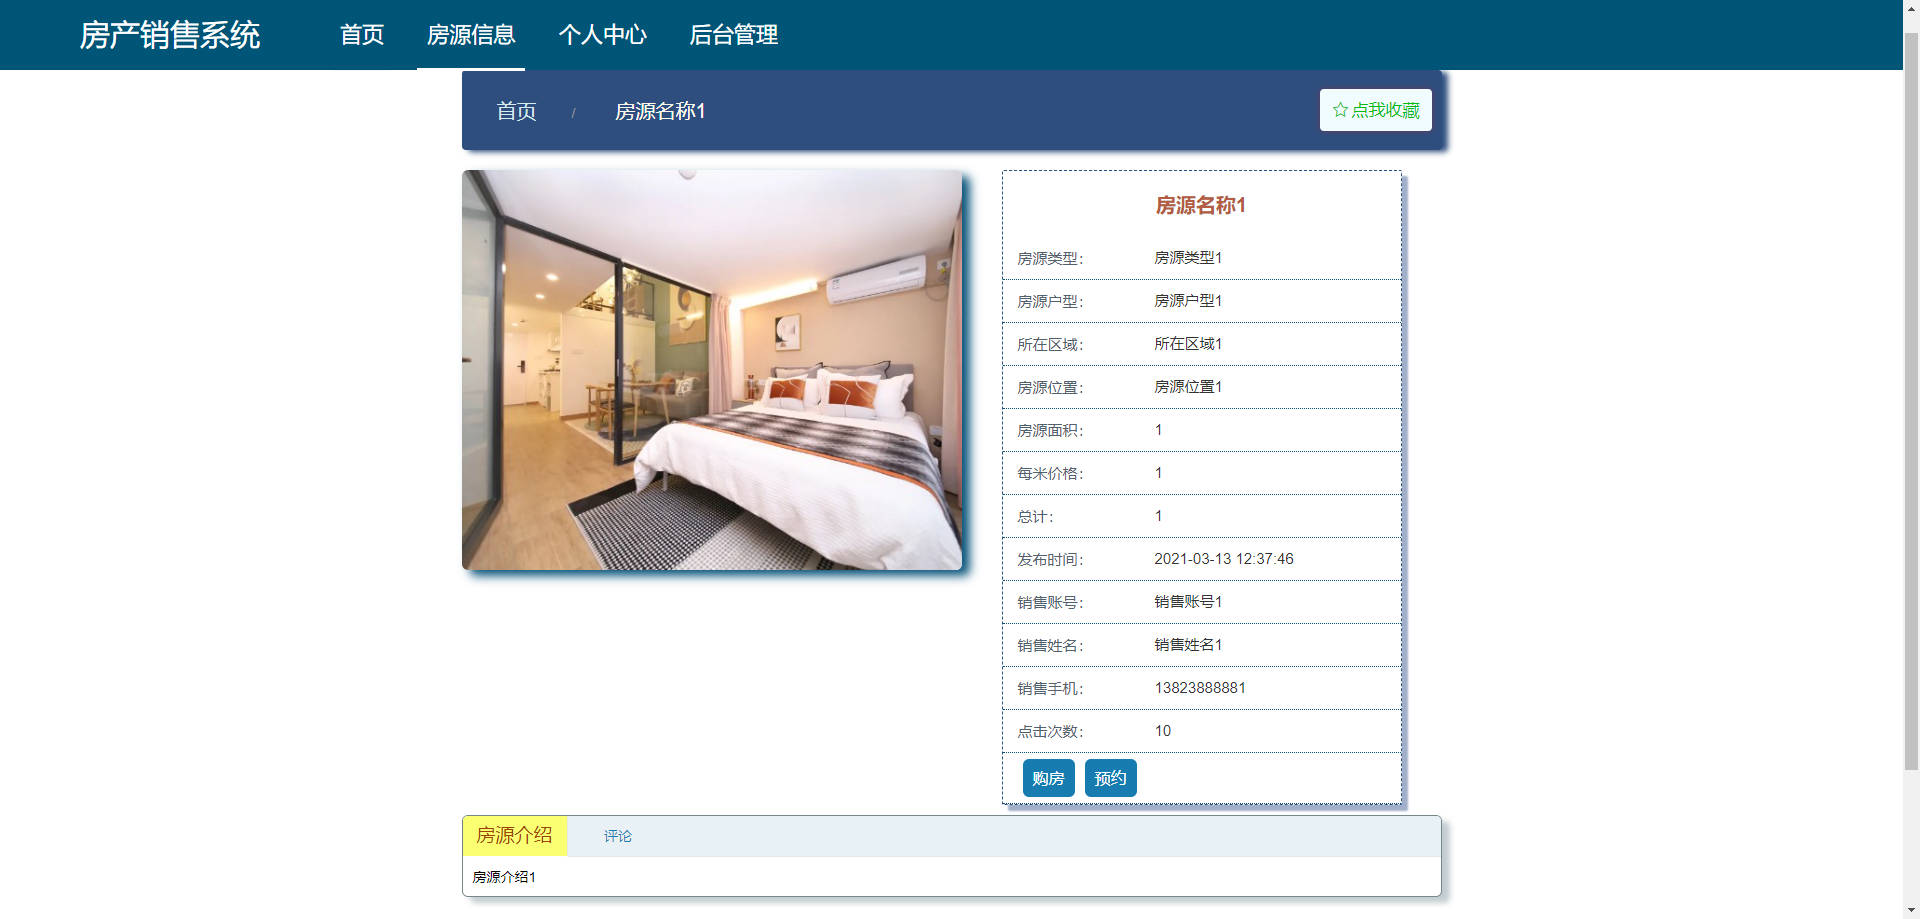 房产销售系统 首页 房源信息 个人中心 后台管理
首页 / 房源名称1 ☆点我收藏
房源名称1
房源类型： 房源类型1
房源户型： 房源户型1
所在区域： 所在区域1
房源位置： 房源位置1
房源面积： 1
每米价格： 1
总计： 1
发布时间： 2021-03-13 12:37:46
销售账号： 销售账号1
销售姓名： 销售姓名1
销售手机： 13823888881
点击次数： 10
购房 预约
房源介绍 评论
房源介绍1